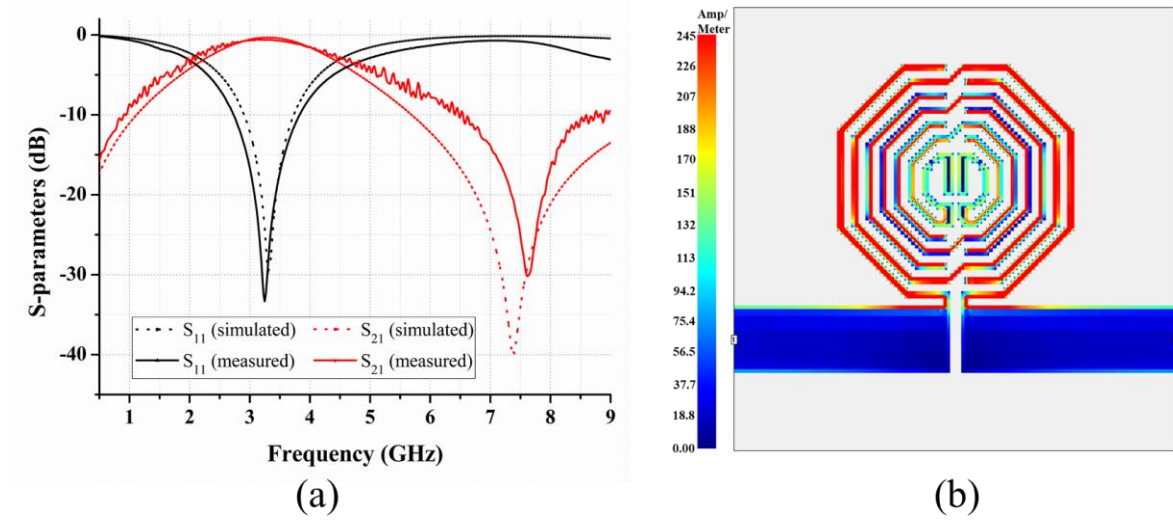 0
-10
-20
-30
-40
S-parameters (dB)
S11 (simulated)
S21 (simulated)
S11 (measured)
S21 (measured)
1 2 3 4 5 6 7 8 9
Frequency (GHz)
(a)
Amp/
Meter
245
226
207
188
170
151
132
113
94.2
75.4
56.5
37.7
18.8
0.00
1
(b)